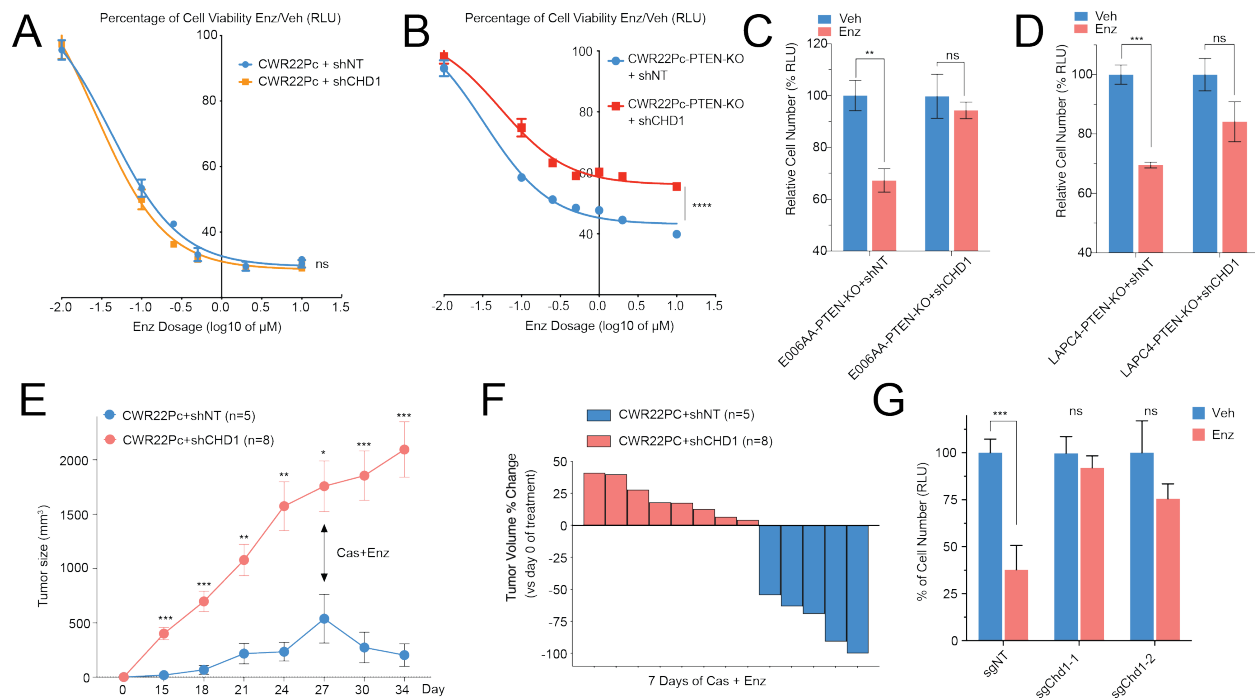 A
Percentage of Cell Viability Enz/Veh (RLU)
100
80
60
40
CWR22Pc + shNT
CWR22Pc + shCHD1
ns
-2.0 -1.5 -1.0 -0.5 0.0 0.5 1.0 1.5
Enz Dosage (log10 of µM)
B
Percentage of Cell Viability Enz/Veh (RLU)
100
80
60
40
CWR22Pc-PTEN-KO
+ shNT
CWR22Pc-PTEN-KO
+ shCHD1
****
-2.0 -1.5 -1.0 -0.5 0.0 0.5 1.0 1.5
Enz Dosage (log10 of µM)
C
Veh
Enz
Relative Cell Number (% RLU)
120
100
80
60
40
**
ns
E006AA-PTEN-KO+shNT
E006AA-PTEN-KO+shCHD1
D
Veh
Enz
Relative Cell Number (% RLU)
100
80
60
40
***
ns
LAPC4-PTEN-KO+shNT
LAPC4-PTEN-KO+shCHD1
E
CWR22Pc+shNT (n=5)
CWR22Pc+shCHD1 (n=8)
Tumor size (mm³)
2000
1500
1000
500
0
***
***
**
**
*
***
***
Cas+Enz
0 15 18 21 24 27 30 34 Day
F
CWR22PC+shNT (n=5)
CWR22PC+shCHD1 (n=8)
Tumor Volume % Change
(vs day 0 of treatment)
50
25
0
-25
-50
-75
-100
7 Days of Cas + Enz
G
Veh
Enz
% of Cell Number (RLU)
100
75
50
25
0
***
ns
ns
sgNT
sgChd1-1
sgChd1-2